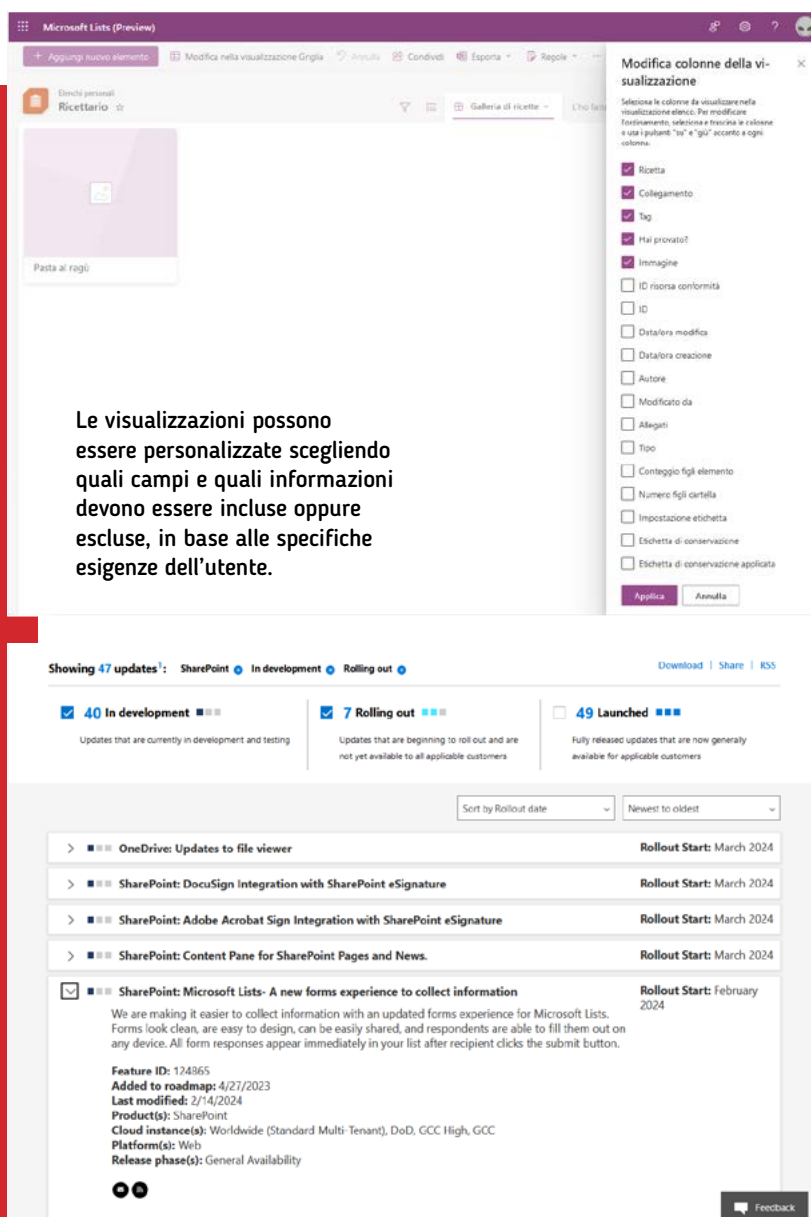 Microsoft Lists (Preview)
?
+ Aggiungi nuovo elemento Modifica nella visualizzazione Griglia Annulla Condividi Esporta Regole ...
Elenchi personali
Ricettario
Galleria di ricette
L'ho
Pasta al ragù
Modifica colonne della vi-
sualizzazione
Seleziona le colonne da visualizzare nella
visualizzazione elenco. Per modificare
l'ordinamento, seleziona e trascina le colonne
o usa i pulsanti "su" e "giù" accanto a ogni
colonna.
Ricetta
Collegamento
Tag
Hai provato?
Immagine
ID risorsa conformità
ID
Data/ora modifica
Data/ora creazione
Autore
Modificato da
Allegati
Tipo
Conteggio figli elemento
Numero figli cartella
Impostazione etichetta
Etichetta di conservazione
Etichetta di conservazione applicata
Applica Annulla
Le visualizzazioni possono
essere personalizzate scegliendo
quali campi e quali informazioni
devono essere incluse oppure
escluse, in base alle specifiche
esigenze dell'utente.
Showing 47 updates¹: SharePoint In development Rolling out
Download | Share | RSS
40 In development
Updates that are currently in development and testing
7 Rolling out
Updates that are beginning to roll out and are
not yet available to all applicable customers
49 Launched
Fully released updates that are now generally
available for applicable customers
Sort by Rollout date Newest to oldest
OneDrive: Updates to file viewer Rollout Start: March 2024
SharePoint: DocuSign Integration with SharePoint eSignature Rollout Start: March 2024
SharePoint: Adobe Acrobat Sign Integration with SharePoint eSignature Rollout Start: March 2024
SharePoint: Content Pane for SharePoint Pages and News. Rollout Start: March 2024
SharePoint: Microsoft Lists- A new forms experience to collect information Rollout Start: February
2024
We are making it easier to collect information with an updated forms experience for Microsoft Lists.
Forms look clean, are easy to design, can be easily shared, and respondents are able to fill them out on
any device. All form responses appear immediately in your list after recipient clicks the submit button.
Feature ID: 124865
Added to roadmap: 4/27/2023
Last modified: 2/14/2024
Product(s): SharePoint
Cloud instance(s): Worldwide (Standard Multi-Tenant), DoD, GCC High, GCC
Platform(s): Web
Release phase(s): General Availability
Feedback